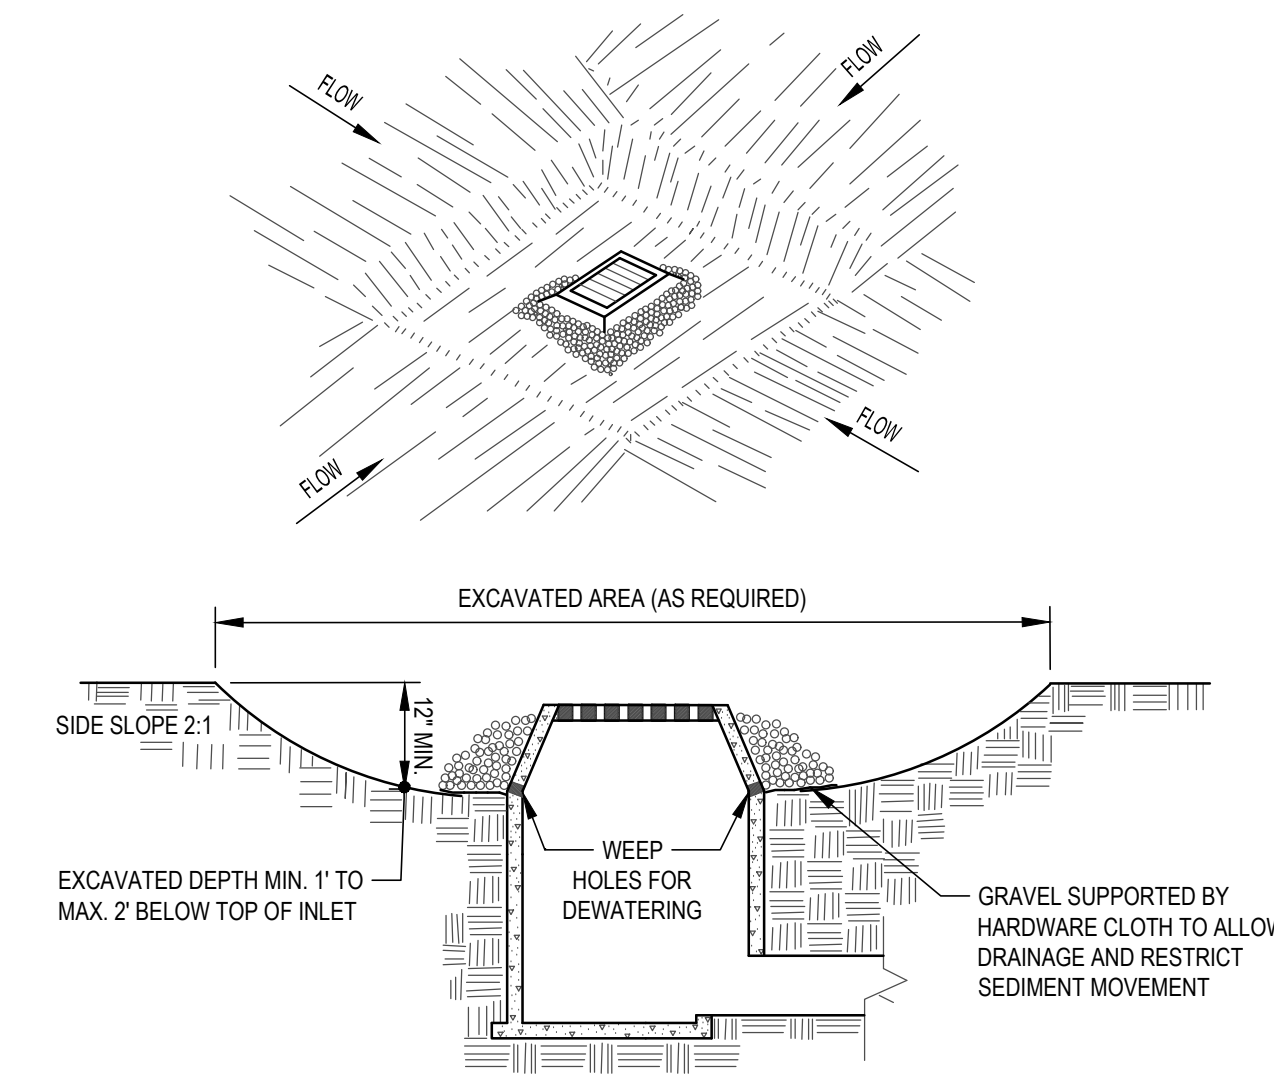 FLOW
FLOW
FLOW
FLOW
EXCAVATED AREA (AS REQUIRED)
SIDE SLOPE 2:1
12" MIN.
WEEP
HOLES FOR
DEWATERING
EXCAVATED DEPTH MIN. 1' TO
MAX. 2' BELOW TOP OF INLET
GRAVEL SUPPORTED BY
HARDWARE CLOTH TO ALLOW
DRAINAGE AND RESTRICT
SEDIMENT MOVEMENT